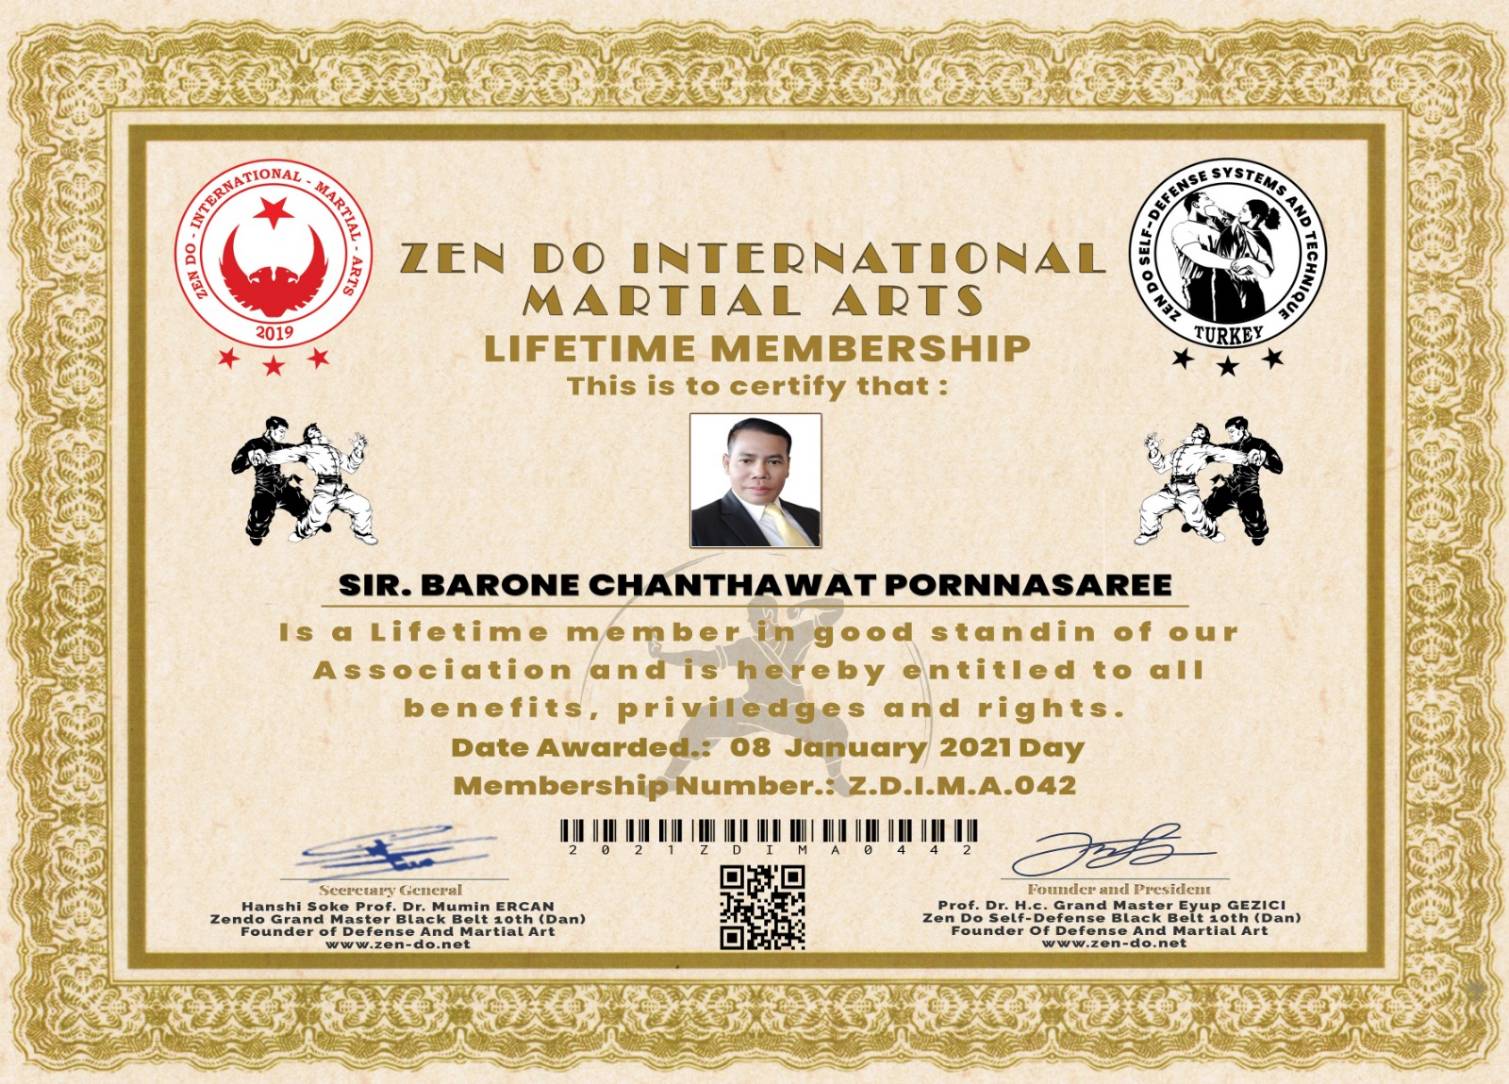 ZEN DO - INTERNATIONAL - MARTIAL - ARTS
2019
ZEN DO SELF-DEFENSE SYSTEMS AND TECHNIQUE
TURKEY
ZEN DO INTERNATIONAL
MARTIAL ARTS
LIFETIME MEMBERSHIP
This is to certify that :
SIR. BARONE CHANTHAWAT PORNNASAREE
Is a Lifetime member in good standin of our
Association and is hereby entitled to all
benefits, priviledges and rights.
Date Awarded.: 08 January 2021 Day
Membership Number.: Z.D.I.M.A.042
2021ZDIMA0442
Secretary General
Hanshi Soke Prof. Dr. Mumin ERCAN
Zendo Grand Master Black Belt 10th (Dan)
Founder of Defense And Martial Art
www.zen-do.net
Founder and President
Prof. Dr. H.c. Grand Master Eyup GEZICI
Zen Do Self-Defense Black Belt 10th (Dan)
Founder Of Defense And Martial Art
www.zen-do.net